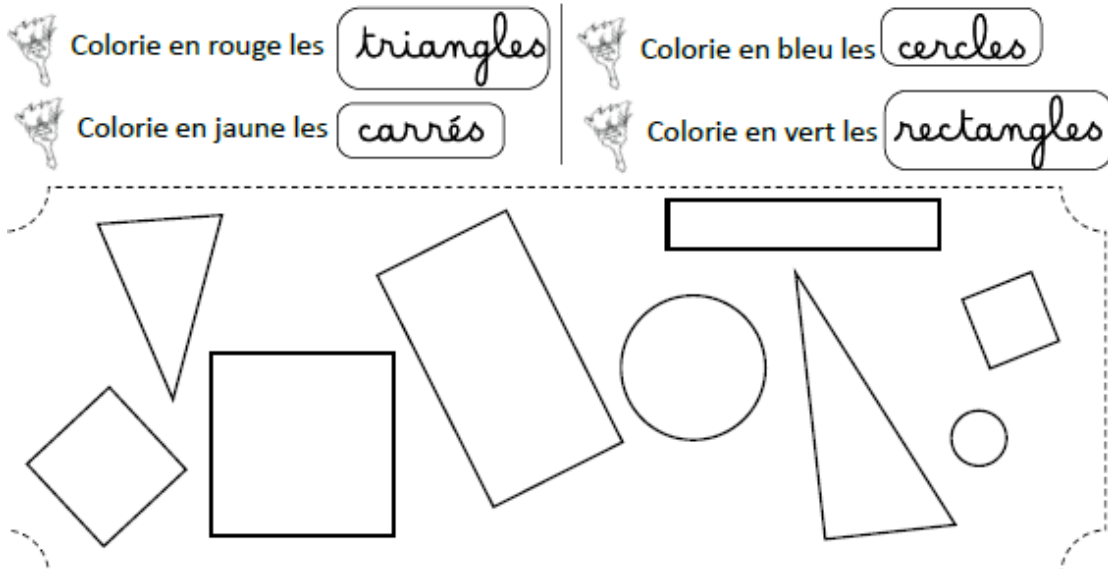 Colorie en rouge les triangles
Colorie en jaune les carrés
Colorie en bleu les cercles
Colorie en vert les rectangles